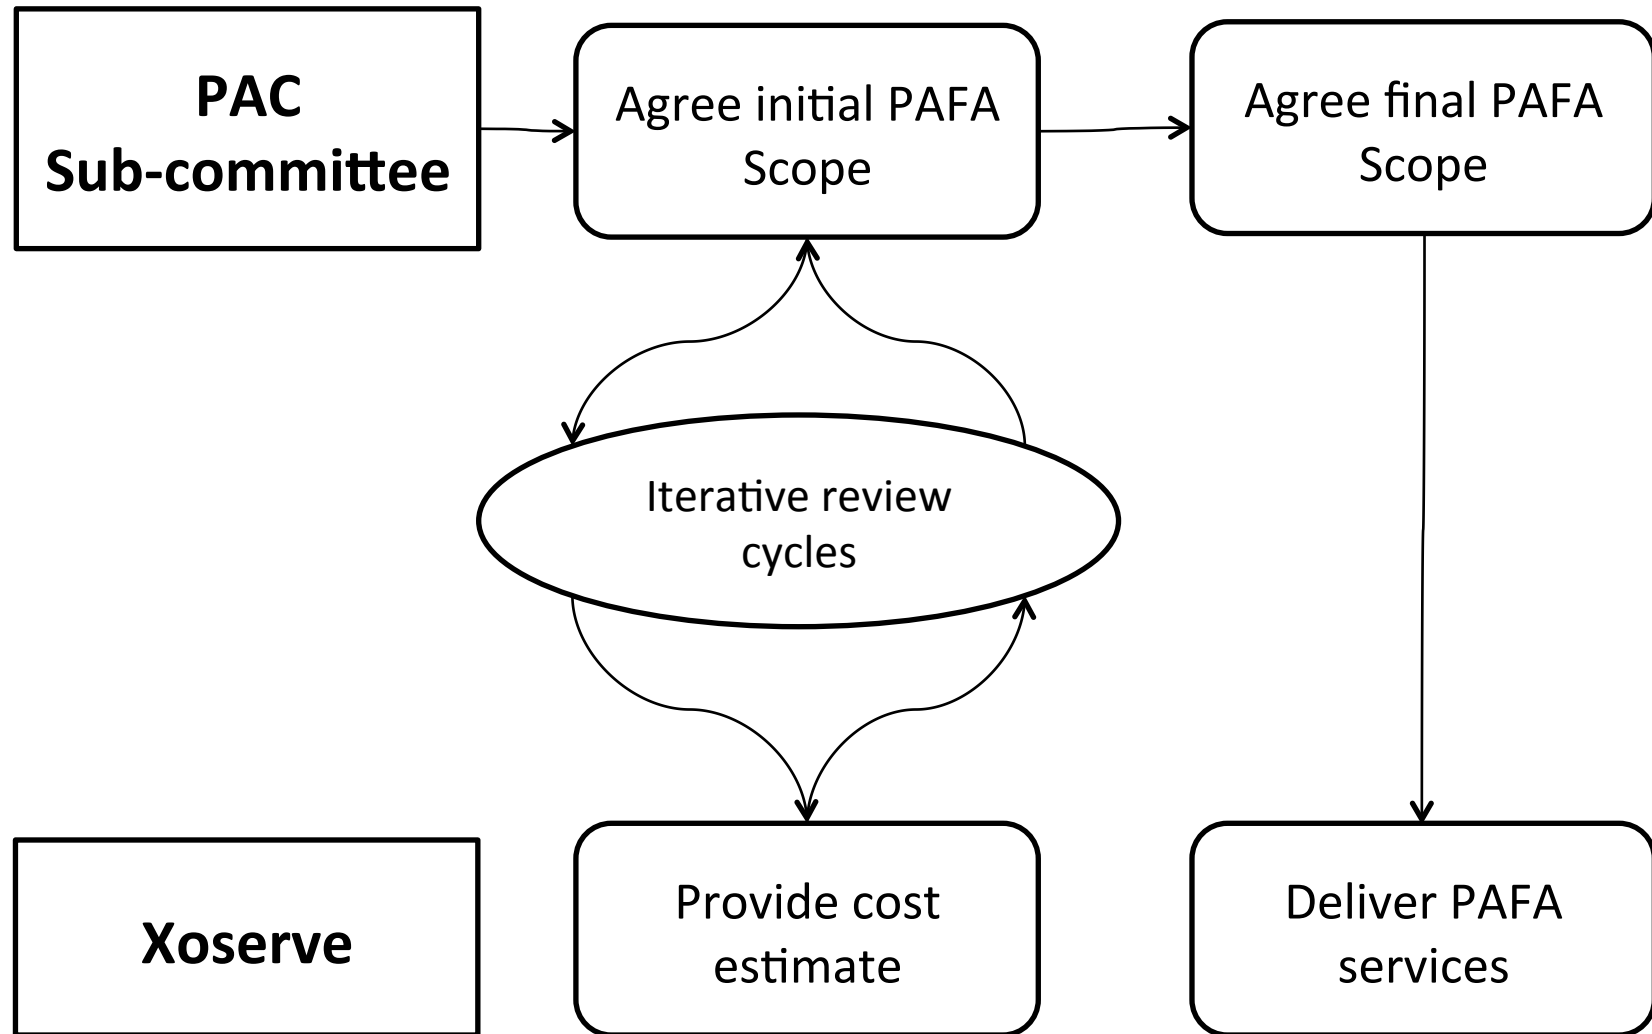 PAC
Sub-committee
Agree initial PAFA
Scope
Agree final PAFA
Scope
Iterative review
cycles
Xoserve
Provide cost
estimate
Deliver PAFA
services